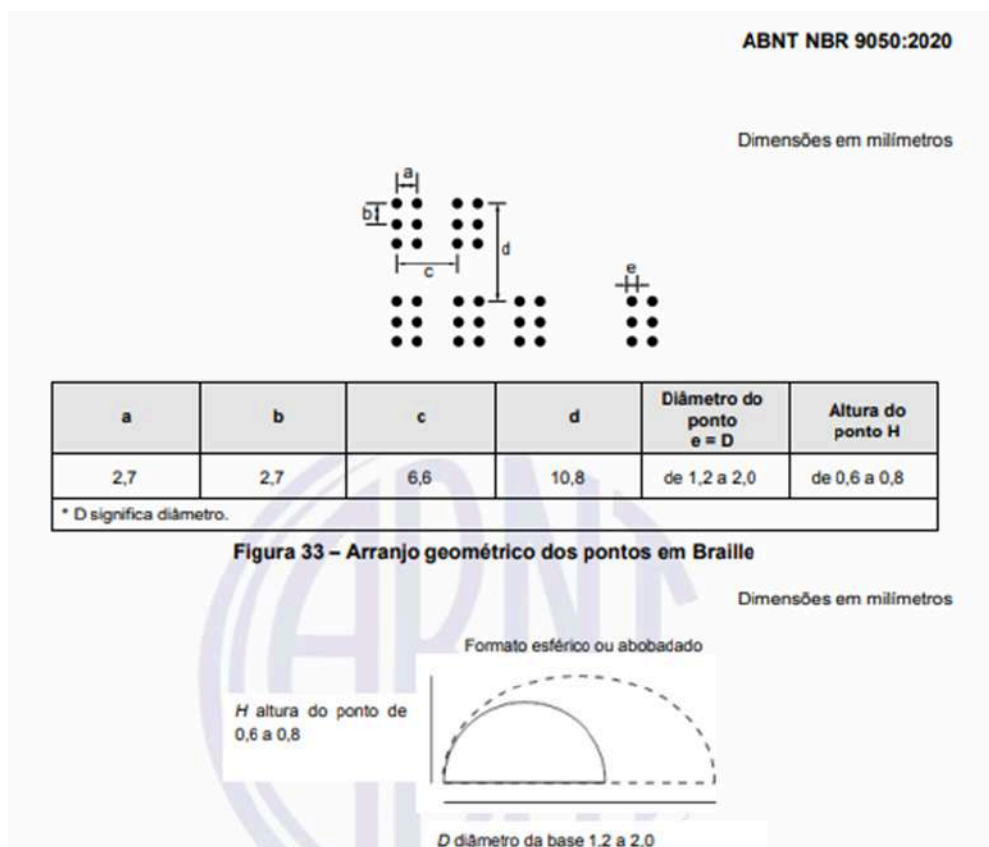 ABNT NBR 9050:2020
Dimensões em milímetros
a
b
d
c
e
a b c d Diâmetro do ponto e = D Altura do ponto H
2,7 2,7 6,6 10,8 de 1,2 a 2,0 de 0,6 a 0,8
* D significa diâmetro.
Figura 33 – Arranjo geométrico dos pontos em Braille
Dimensões em milímetros
Formato esférico ou abobadado
H altura do ponto de
0,6 a 0,8
D diâmetro da base 1,2 a 2,0
ABNT